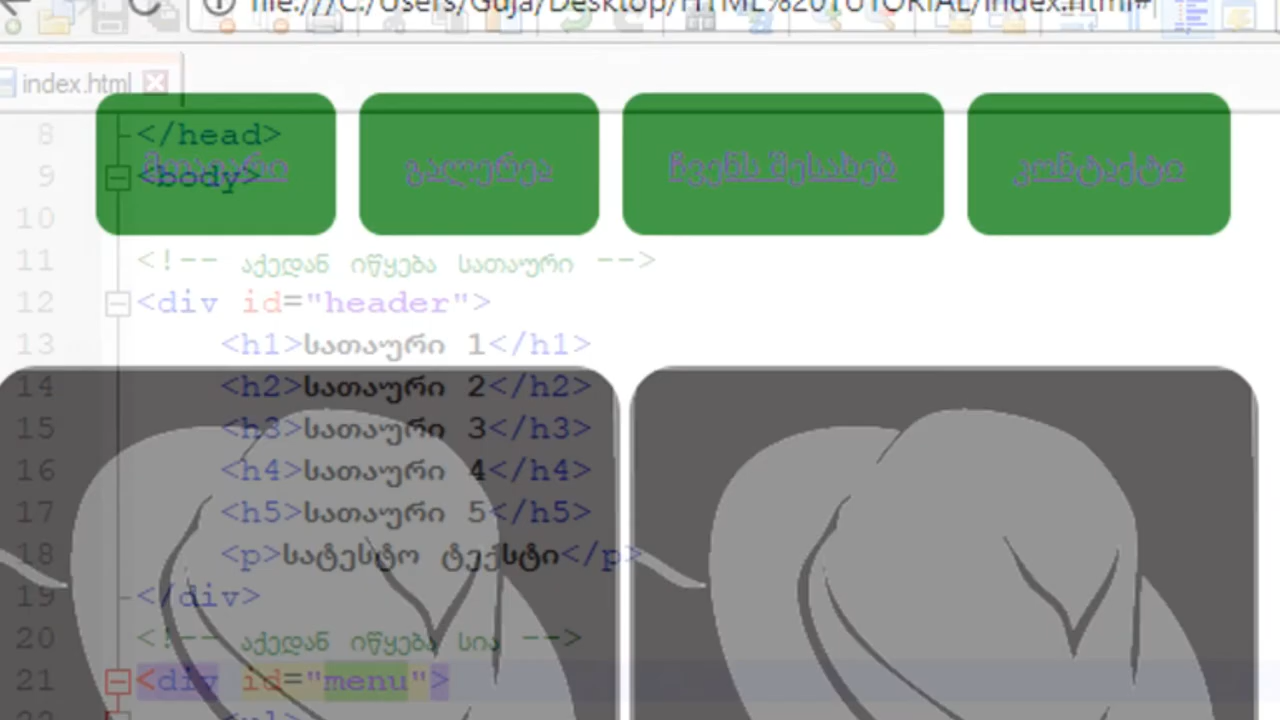 file:///C:/Users/Guja/Desktop/HTML%20TUTORIAL/index.html#
index.html
მთავარი გალერეა ჩვენს შესახებ კონტაქტი
8 </head>
9 <body>
10
11 <!-- აქედან იწყება სათაური -->
12 <div id="header">
13 <h1>სათაური 1</h1>
14 <h2>სათაური 2</h2>
15 <h3>სათაური 3</h3>
16 <h4>სათაური 4</h4>
17 <h5>სათაური 5</h5>
18 <p>სატესტო ტექსტი</p>
19 </div>
20 <!-- აქედან იწყება სია -->
21 <div id="menu">